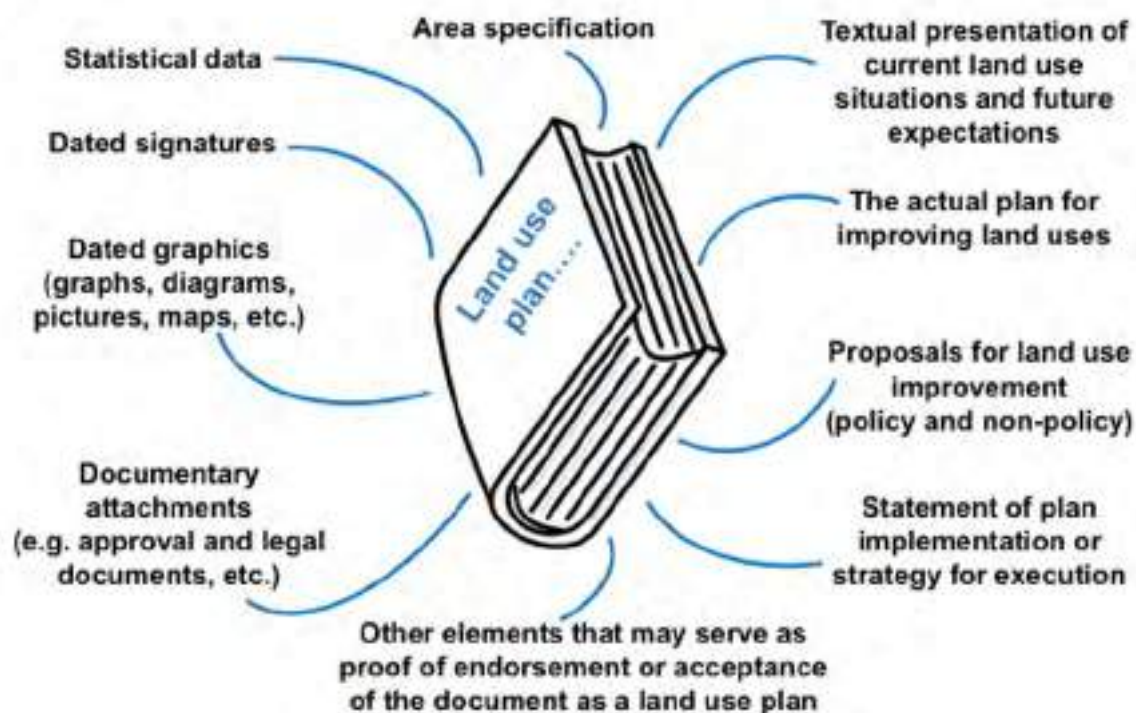 Area specification
Statistical data
Dated signatures
Dated graphics
(graphs, diagrams,
pictures, maps, etc.)
Documentary
attachments
(e.g. approval and legal
documents, etc.)
Land use
plan....
Textual presentation of
current land use
situations and future
expectations
The actual plan for
improving land uses
Proposals for land use
improvement
(policy and non-policy)
Statement of plan
implementation or
strategy for execution
Other elements that may serve as
proof of endorsement or acceptance
of the document as a land use plan